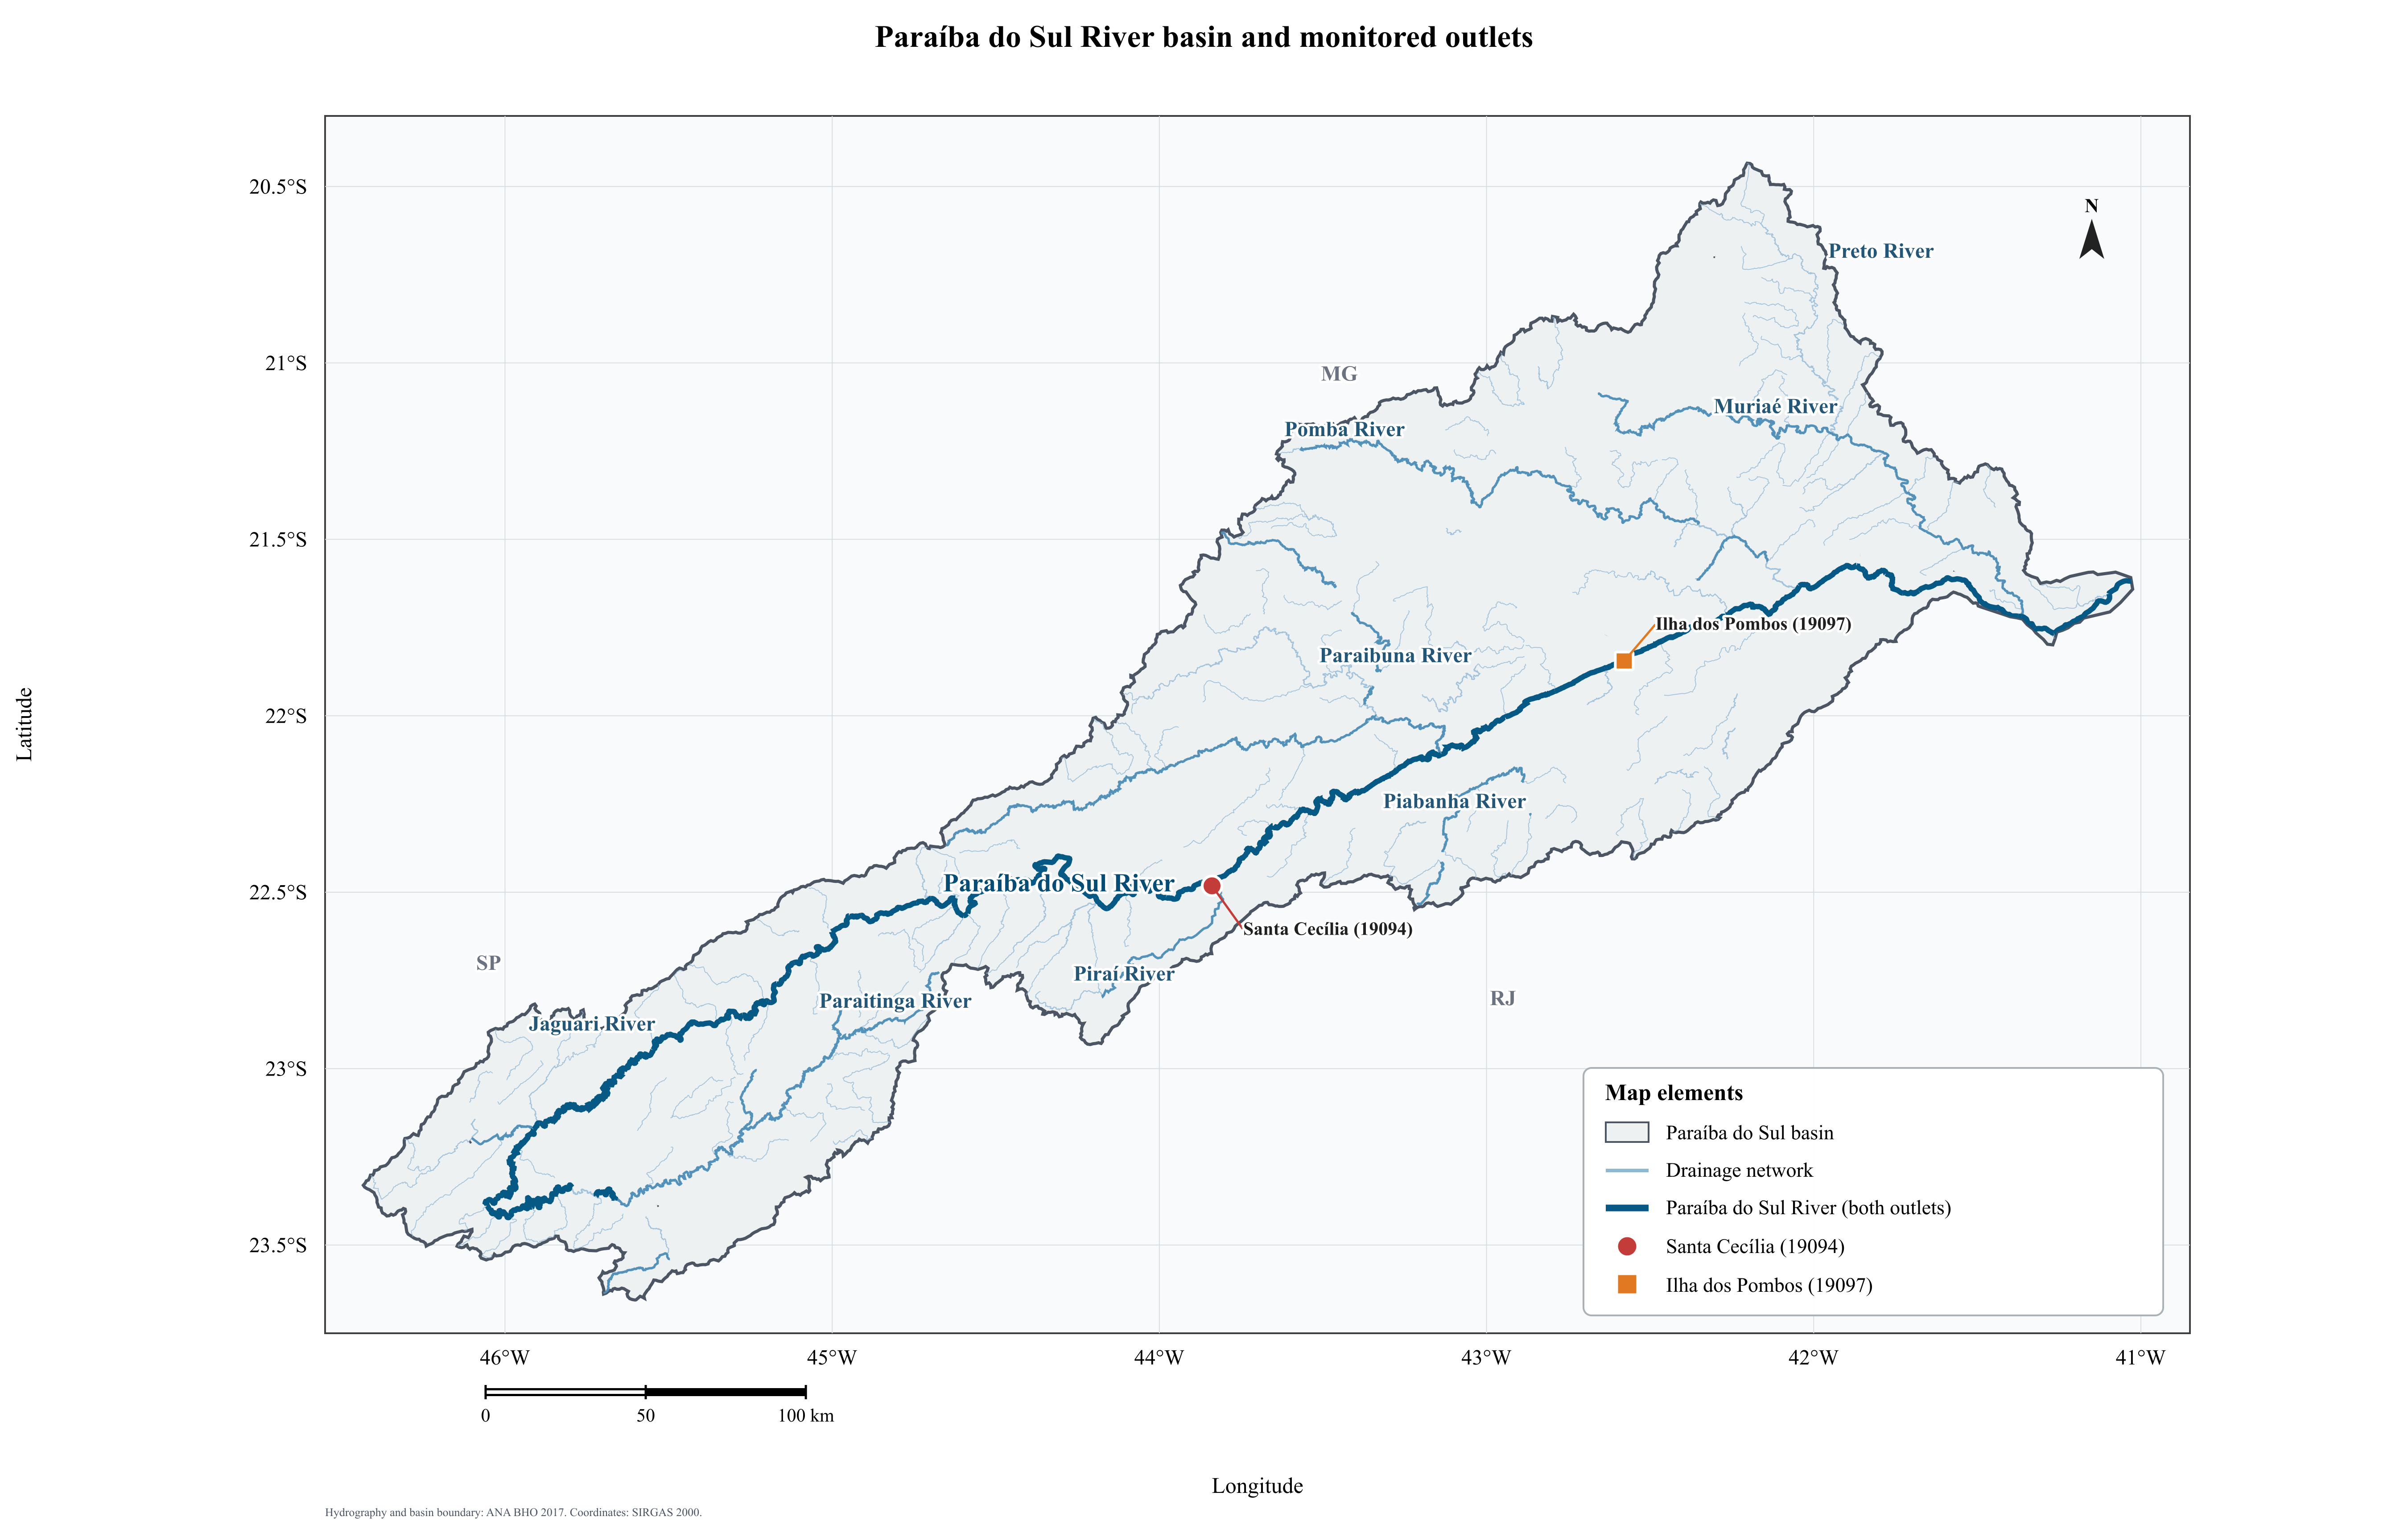 Paraíba do Sul River basin and monitored outlets
20.5°S
21°S
21.5°S
22°S
22.5°S
23°S
23.5°S
Latitude
N
Preto River
MG
Muriaé River
Pomba River
Ilha dos Pombos (19097)
Paraibuna River
Piabanha River
Paraíba do Sul River
Santa Cecília (19094)
SP
Piraí River
RJ
Paraitinga River
Jaguari River
Map elements
Paraíba do Sul basin
Drainage network
Paraíba do Sul River (both outlets)
Santa Cecília (19094)
Ilha dos Pombos (19097)
46°W
45°W
44°W
43°W
42°W
41°W
0
50
100 km
Longitude
Hydrography and basin boundary: ANA BHO 2017. Coordinates: SIRGAS 2000.